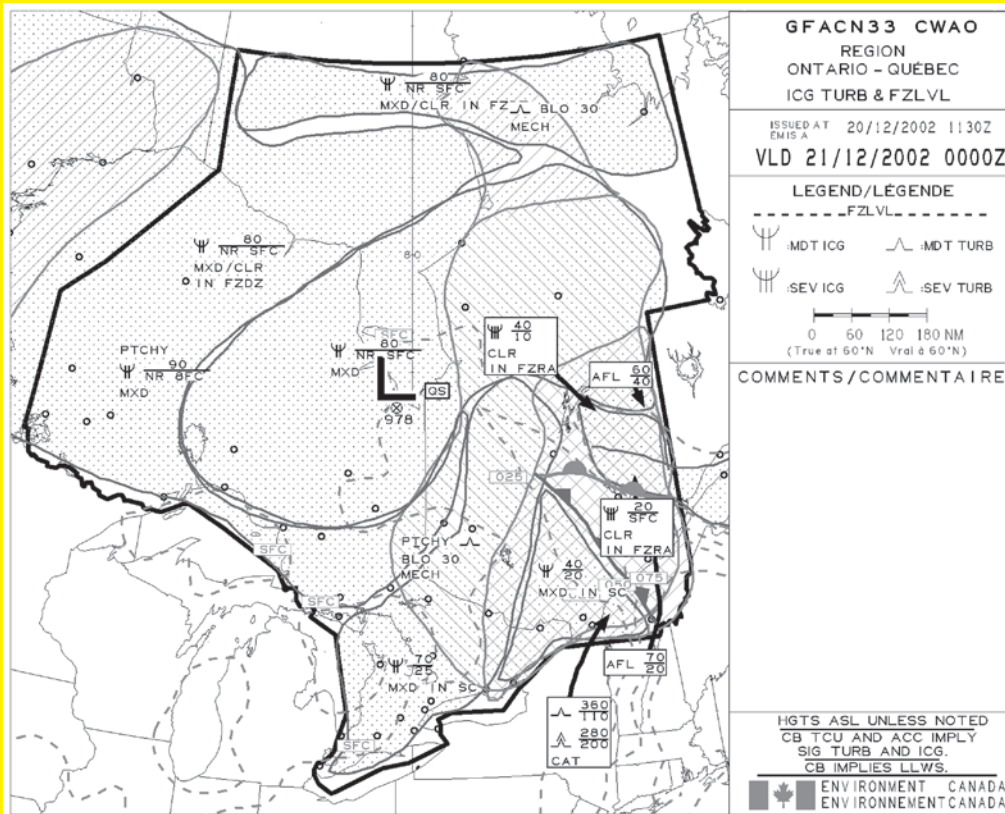 GFACN33 CWAO
REGION
ONTARIO - QUÉBEC
ICG TURB & FZLVL
ISSUED AT
ÉMIS A
20/12/2002 1130Z
VLD 21/12/2002 0000Z
LEGEND/LÉGENDE
FZLVL
:MDT ICG
:MDT TURB
:SEV ICG
:SEV TURB
0 60 120 180 NM
(True at 60°N Vrai à 60°N)
COMMENTS/COMMENTAIRE
HGTS ASL UNLESS NOTED
CB TCU AND ACC IMPLY
SIG TURB AND ICG.
CB IMPLIES LLWS.
ENVIRONMENT CANADA
ENVIRONNEMENT CANADA
80
NR SFC
MXD/CLR IN FZ
BLO 30
MECH
80
NR SFC
MXD/CLR
IN FZDZ
80
SFC
80
NR SFC
MXD
PTCHY
90
NR SFC
MXD
QS
978
40
10
CLR
IN FZRA
AFL 60
40
025
20
SFC
CLR
IN FZRA
PTCHY
BLO 30
MECH
SFC
SFC
40
20
MXD IN SC
050
075
70
25
MXD IN SC
AFL 70
20
360
110
280
200
CAT
SFC